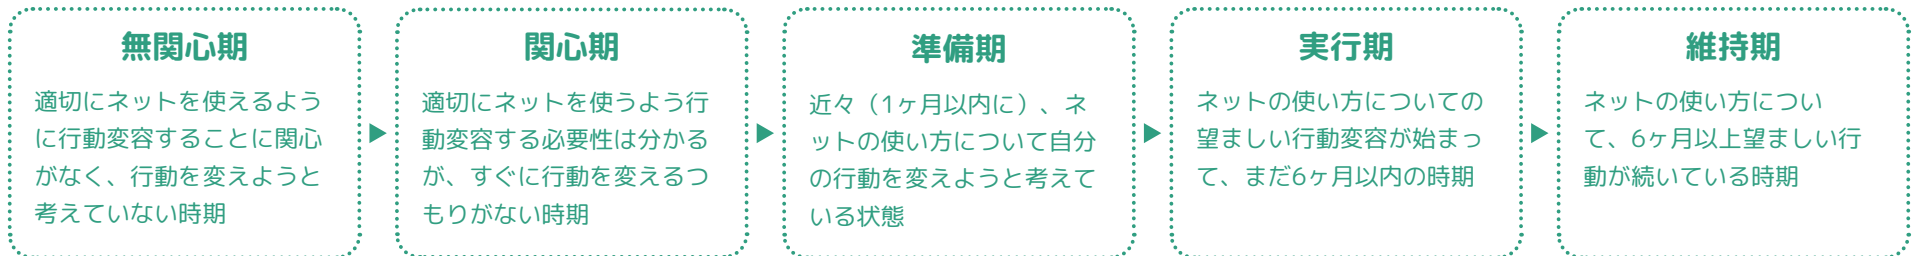 無関心期
適切にネットを使えるよう
に行動変容することに関心
がなく、行動を変えようと
考えていない時期
関心期
適切にネットを使うよう行
動変容する必要性は分かる
が、すぐに行動を変えるつ
もりがない時期
準備期
近々（1ヶ月以内に）、ネ
ットの使い方について自分
の行動を変えようと考えて
いる状態
実行期
ネットの使い方についての
望ましい行動変容が始まっ
て、まだ6ヶ月以内の時期
維持期
ネットの使い方につい
て、6ヶ月以上望ましい行
動が続いている時期